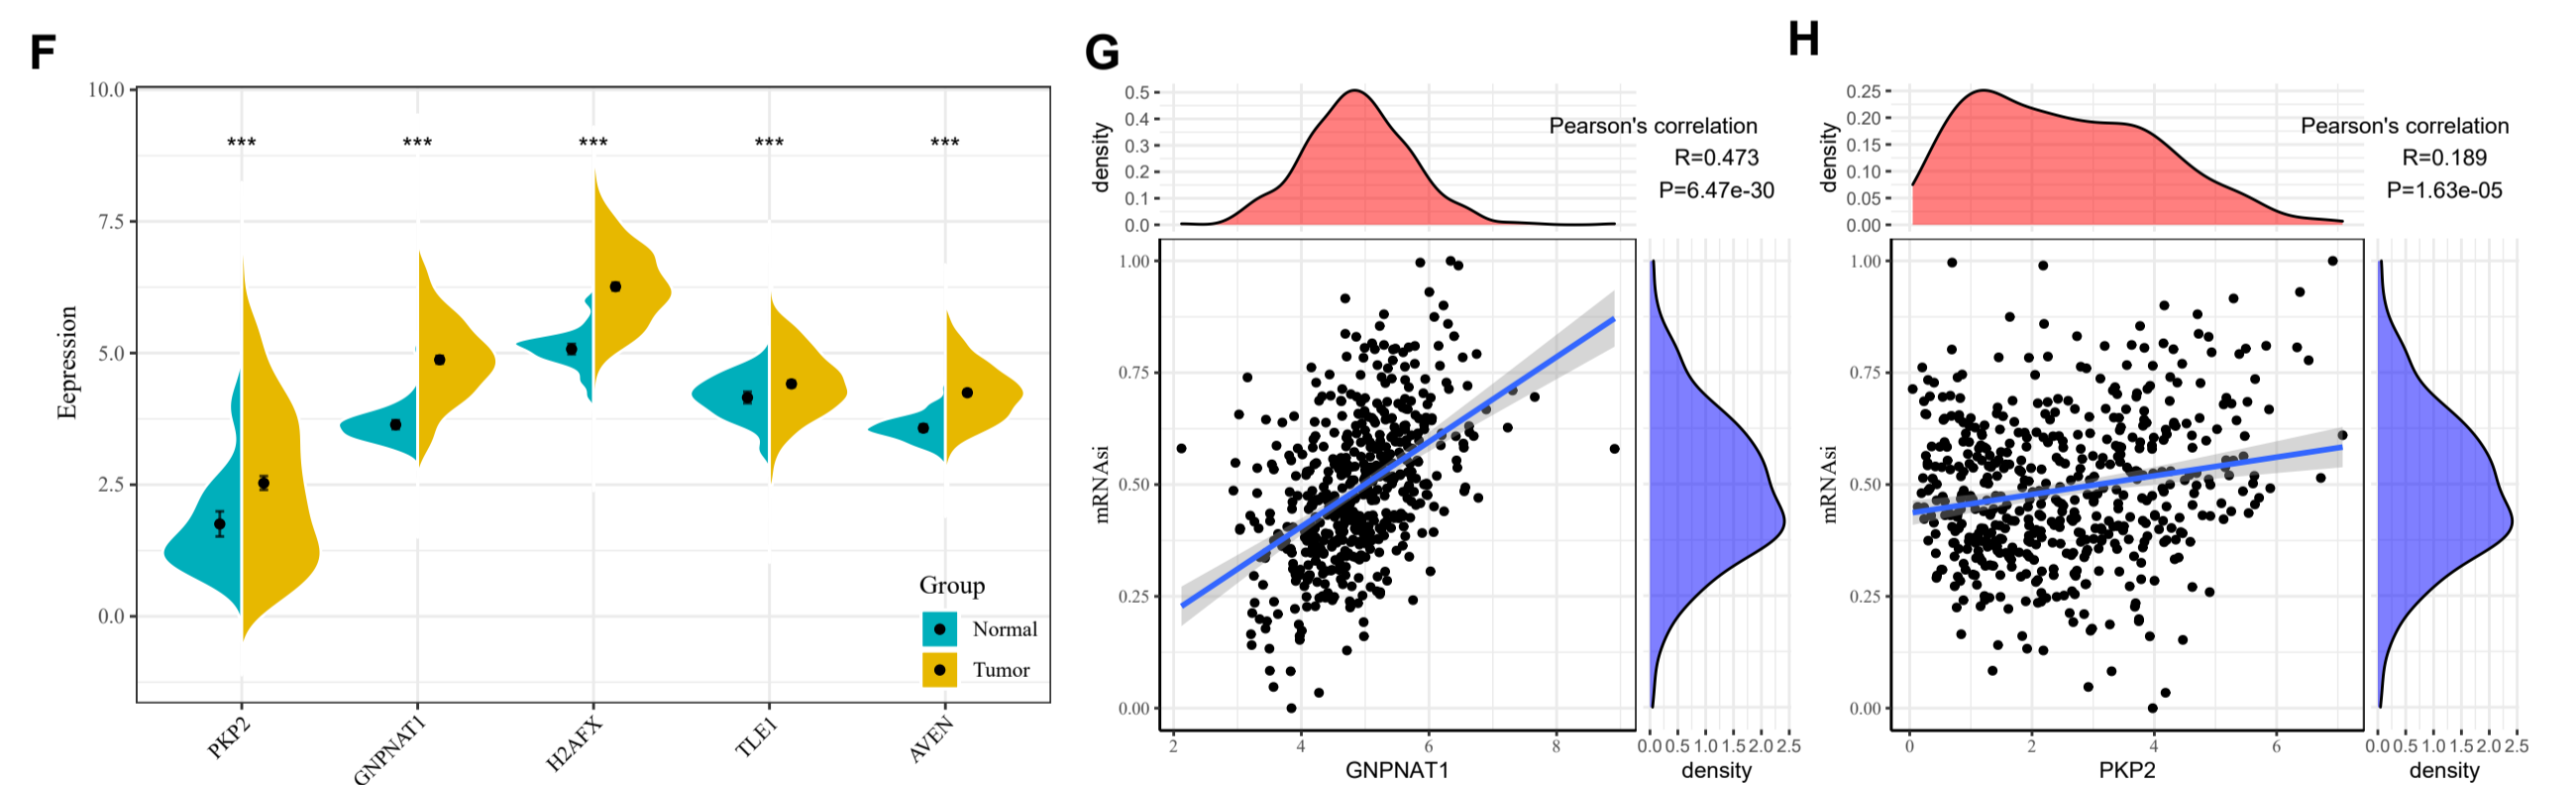 F
10.0
7.5
5.0
2.5
0.0
Eepression
*** *** *** *** ***
Group
Normal
Tumor
PKP2 GNPNAT1 H2AFX TLE1 AVEN
G
0.5
0.4
0.3
0.2
0.1
0.0
density
Pearson's correlation
R=0.473
P=6.47e-30
1.00
0.75
0.50
0.25
0.00
mRNAsi
2 4 6 8
GNPNAT1
0.0 0.5 1.0 1.5 2.0 2.5
density
H
0.25
0.20
0.15
0.10
0.05
0.00
density
Pearson's correlation
R=0.189
P=1.63e-05
1.00
0.75
0.50
0.25
0.00
mRNAsi
0 2 4 6
PKP2
0.0 0.5 1.0 1.5 2.0 2.5
density